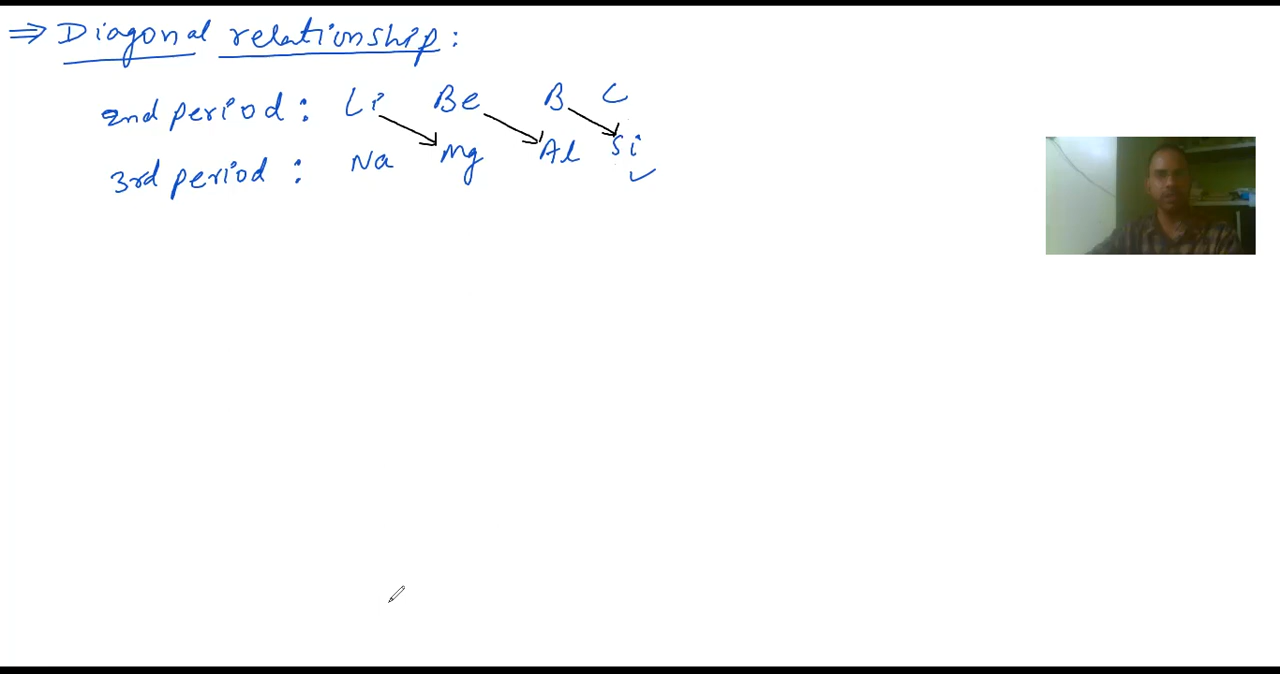 ⇒ Diagonal relationship:
2nd period: Li Be B C
3rd period: Na Mg Al Si